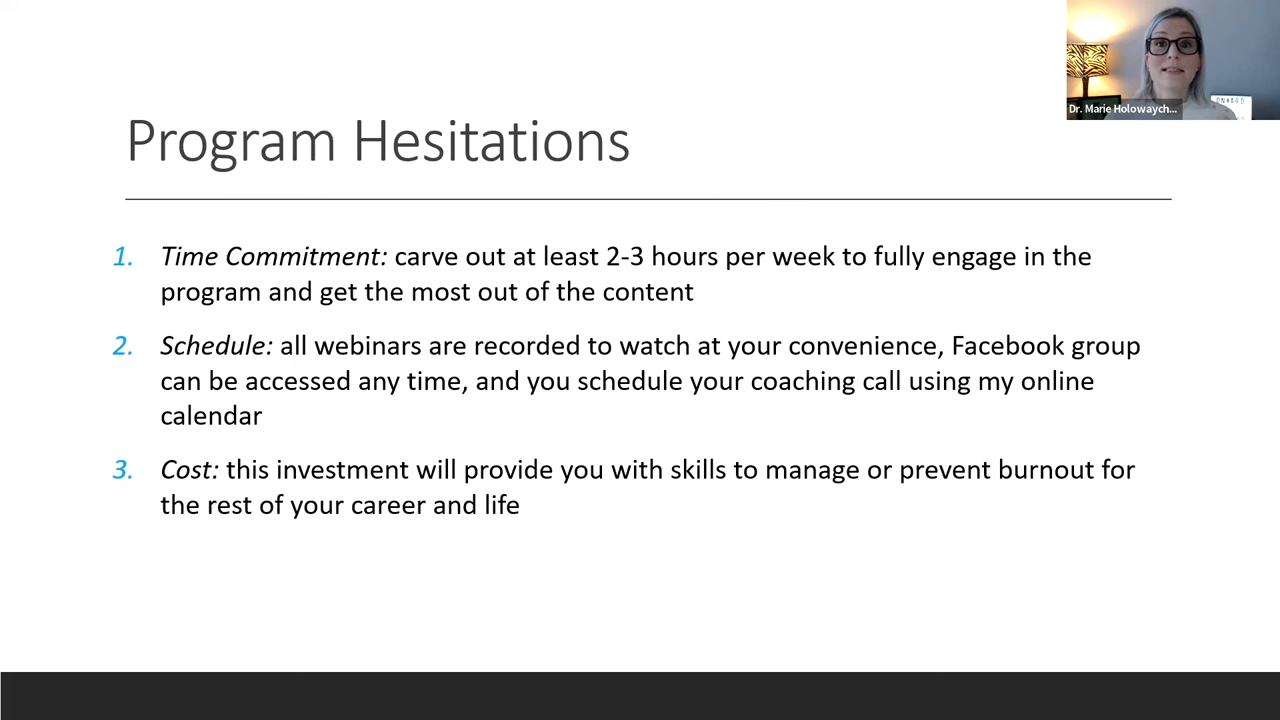 Dr. Marie Holowaych...
Program Hesitations
1. Time Commitment: carve out at least 2-3 hours per week to fully engage in the
program and get the most out of the content
2. Schedule: all webinars are recorded to watch at your convenience, Facebook group
can be accessed any time, and you schedule your coaching call using my online
calendar
3. Cost: this investment will provide you with skills to manage or prevent burnout for
the rest of your career and life